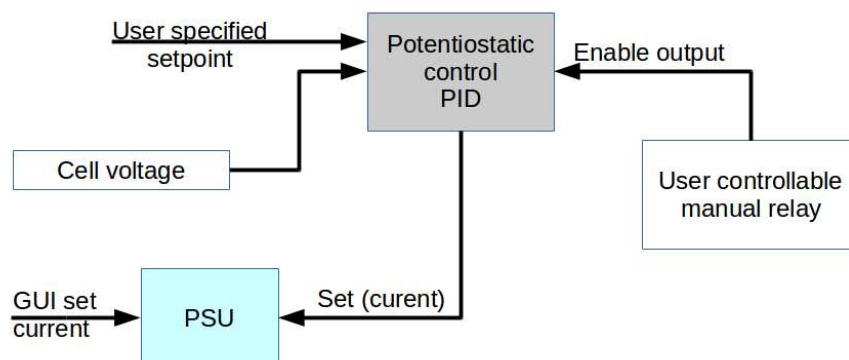 User specified
setpoint
Potentiostatic
control
PID
Enable output
Cell voltage
User controllable
manual relay
GUI set
current
PSU
Set (curent)